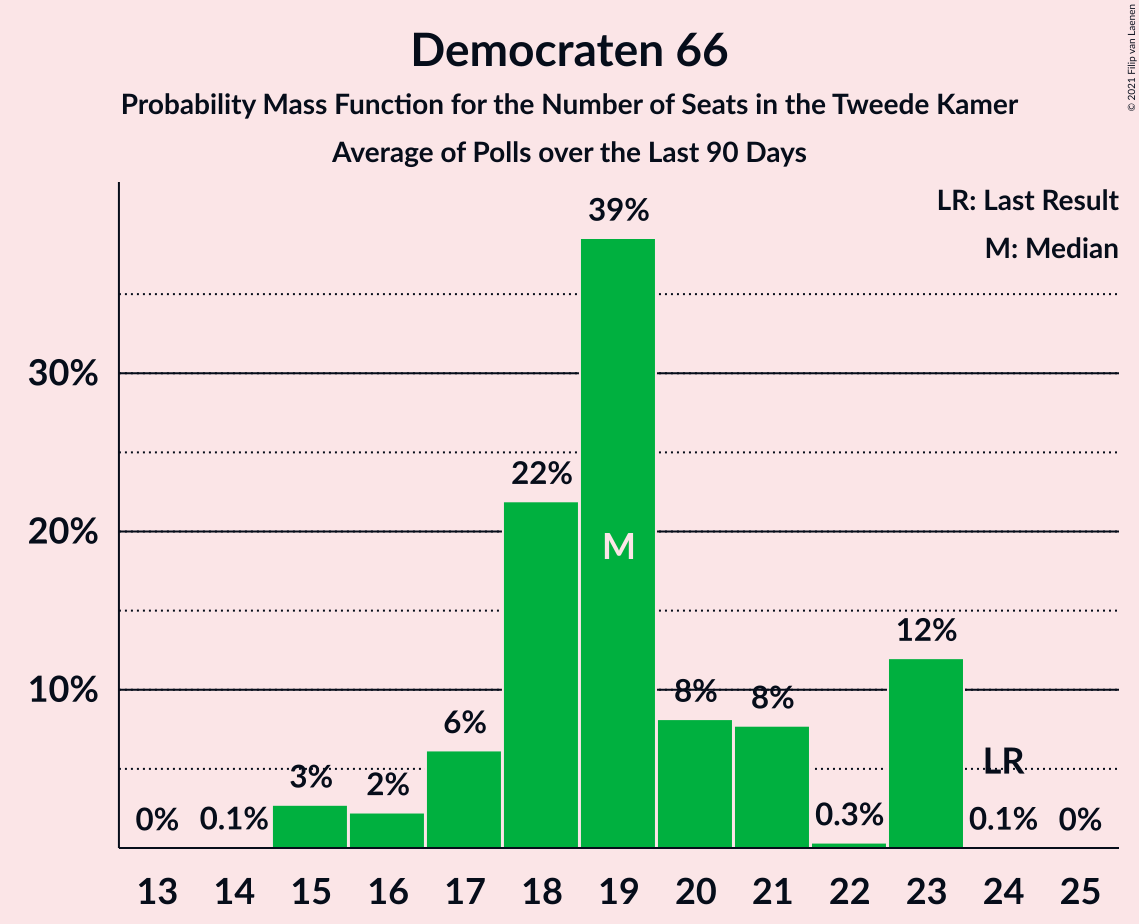 Democraten 66
Probability Mass Function for the Number of Seats in the Tweede Kamer
Average of Polls over the Last 90 Days
© 2021 Filip van Laenen
LR: Last Result
M: Median
39%
30%
22%
20%
M
12%
10%
8%
8%
6%
LR
3%
2%
0%
0.1%
0.3%
0.1%
0%
13 14 15 16 17 18 19 20 21 22 23 24 25